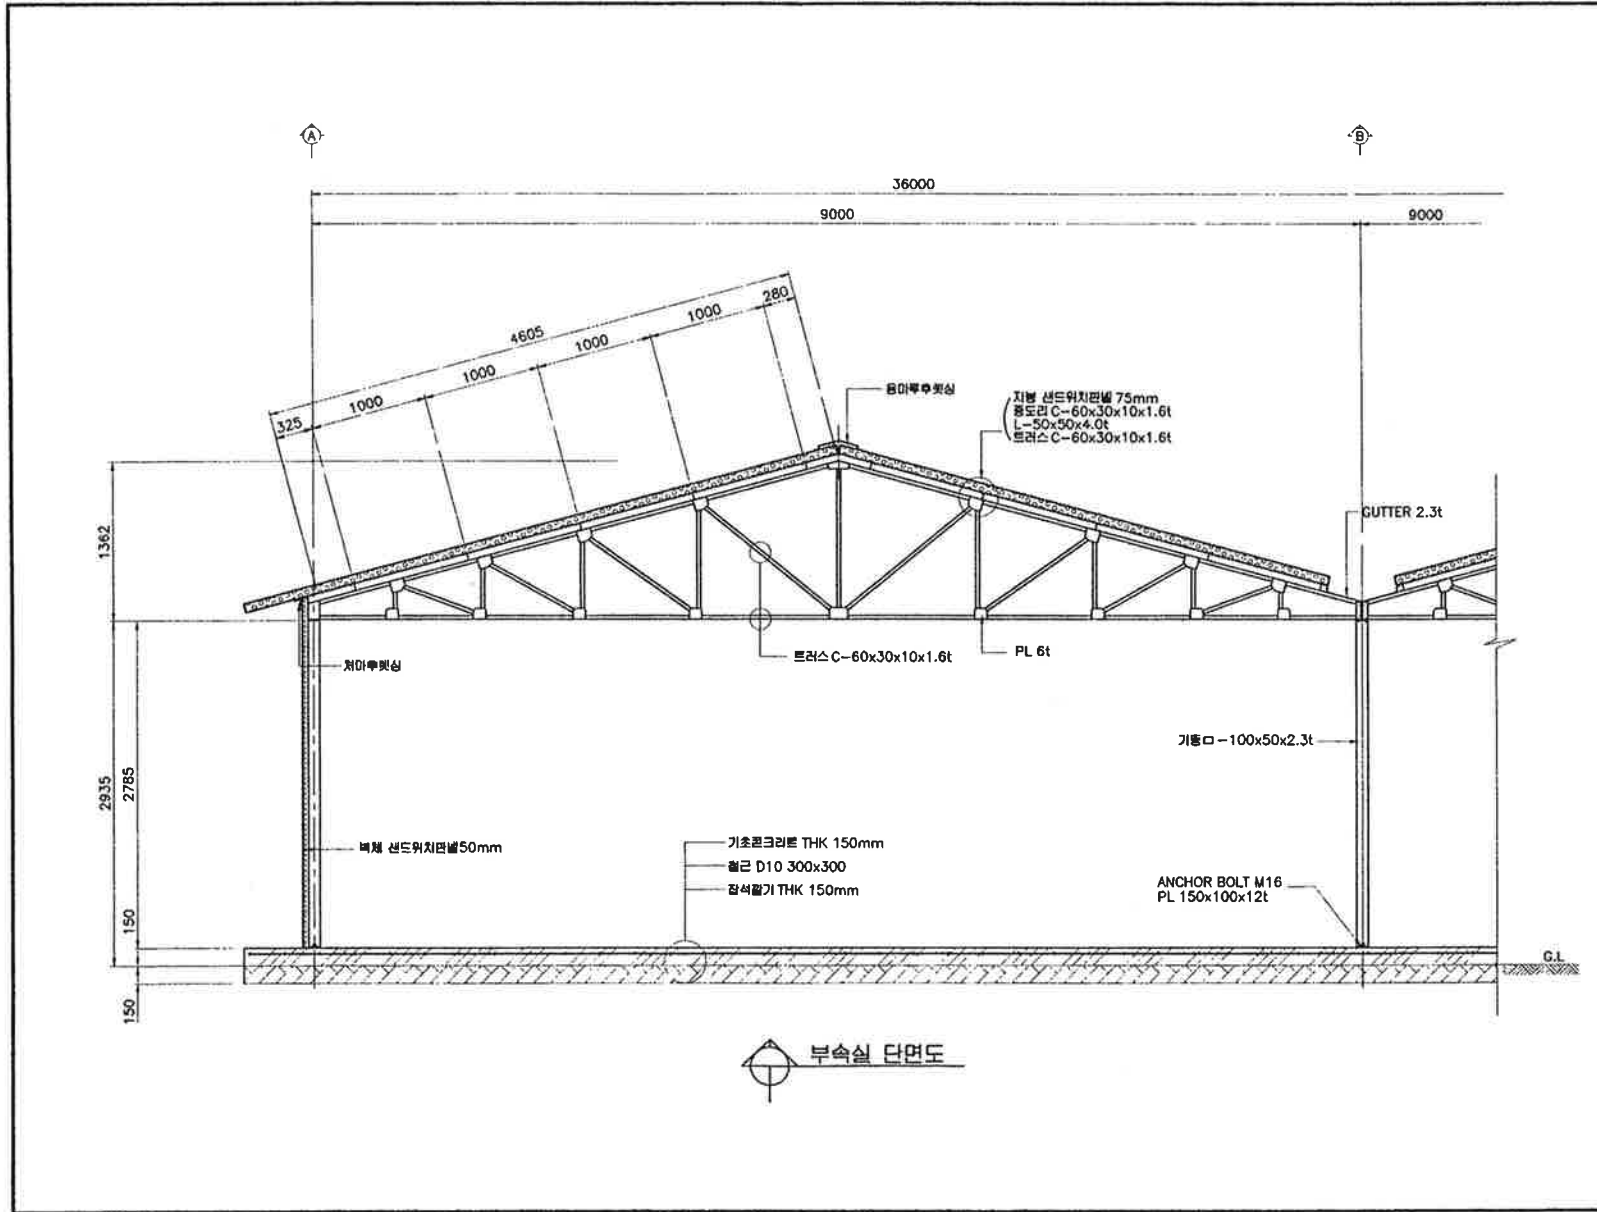 A
B
36000
9000
9000
4605
280
1000
1000
1000
1000
325
용마루후렛싱
지붕 샌드위치판넬 75mm
중도리 C-60x30x10x1.6t
L-50x50x4.0t
트러스 C-60x30x10x1.6t
GUTTER 2.3t
1362
처마후렛싱
트러스 C-60x30x10x1.6t
PL 6t
기둥ㅁ-100x50x2.3t
2935
2785
벽체 샌드위치판넬50mm
기초콘크리트 THK 150mm
철근 D10 300x300
잡석깔기 THK 150mm
ANCHOR BOLT M16
PL 150x100x12t
150
G.L
150
부속실 단면도